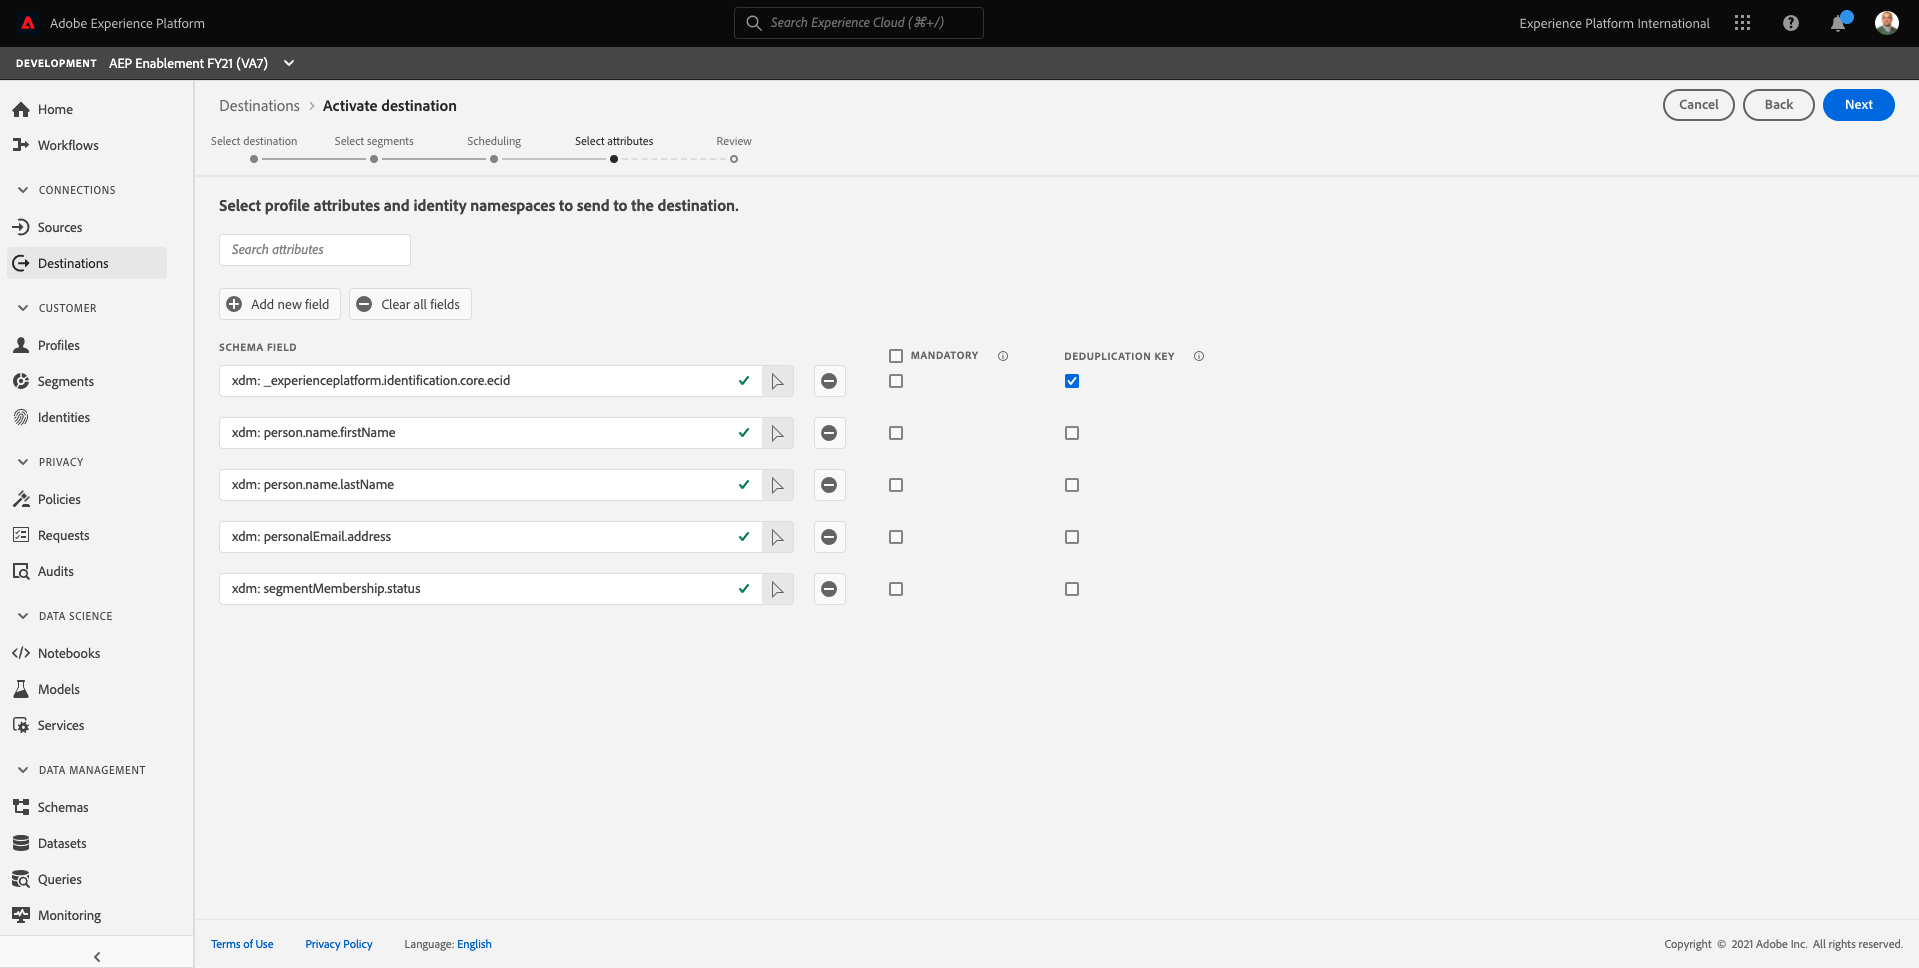 Adobe Experience Platform
Search Experience Cloud (⌘+/)
Experience Platform International
DEVELOPMENT AEP Enablement FY21 (VA7)
Home
Workflows
CONNECTIONS
Sources
Destinations
CUSTOMER
Profiles
Segments
Identities
PRIVACY
Policies
Requests
Audits
DATA SCIENCE
Notebooks
Models
Services
DATA MANAGEMENT
Schemas
Datasets
Queries
Monitoring
Destinations > Activate destination
Cancel
Back
Next
Select destination
Select segments
Scheduling
Select attributes
Review
Select profile attributes and identity namespaces to send to the destination.
Search attributes
Add new field
Clear all fields
SCHEMA FIELD
MANDATORY
DEDUPLICATION KEY
xdm: _experienceplatform.identification.core.ecid
xdm: person.name.firstName
xdm: person.name.lastName
xdm: personalEmail.address
xdm: segmentMembership.status
Terms of Use
Privacy Policy
Language: English
Copyright © 2021 Adobe Inc. All rights reserved.